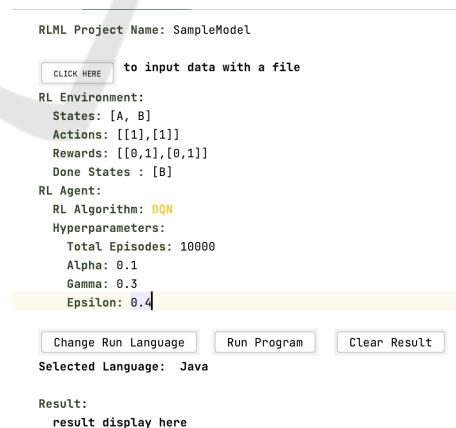 RLML Project Name: SampleModel
CLICK HERE to input data with a file
RL Environment:
States: [A, B]
Actions: [[1],[1]]
Rewards: [[0,1],[0,1]]
Done States : [B]
RL Agent:
RL Algorithm: DQN
Hyperparameters:
Total Episodes: 10000
Alpha: 0.1
Gamma: 0.3
Epsilon: 0.4
Change Run Language Run Program Clear Result
Selected Language: Java
Result:
result display here